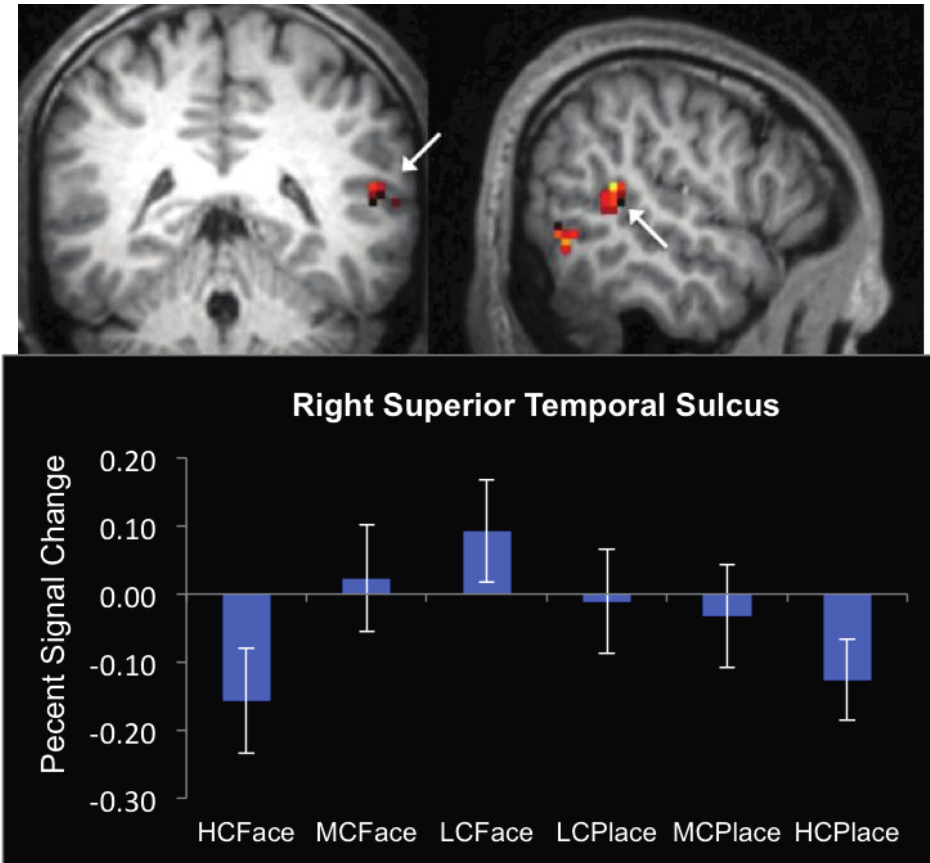 Right Superior Temporal Sulcus
Pecent Signal Change
0.20
0.10
0.00
-0.10
-0.20
-0.30
HCFace MCFace LCFace LCPlace MCPlace HCPlace